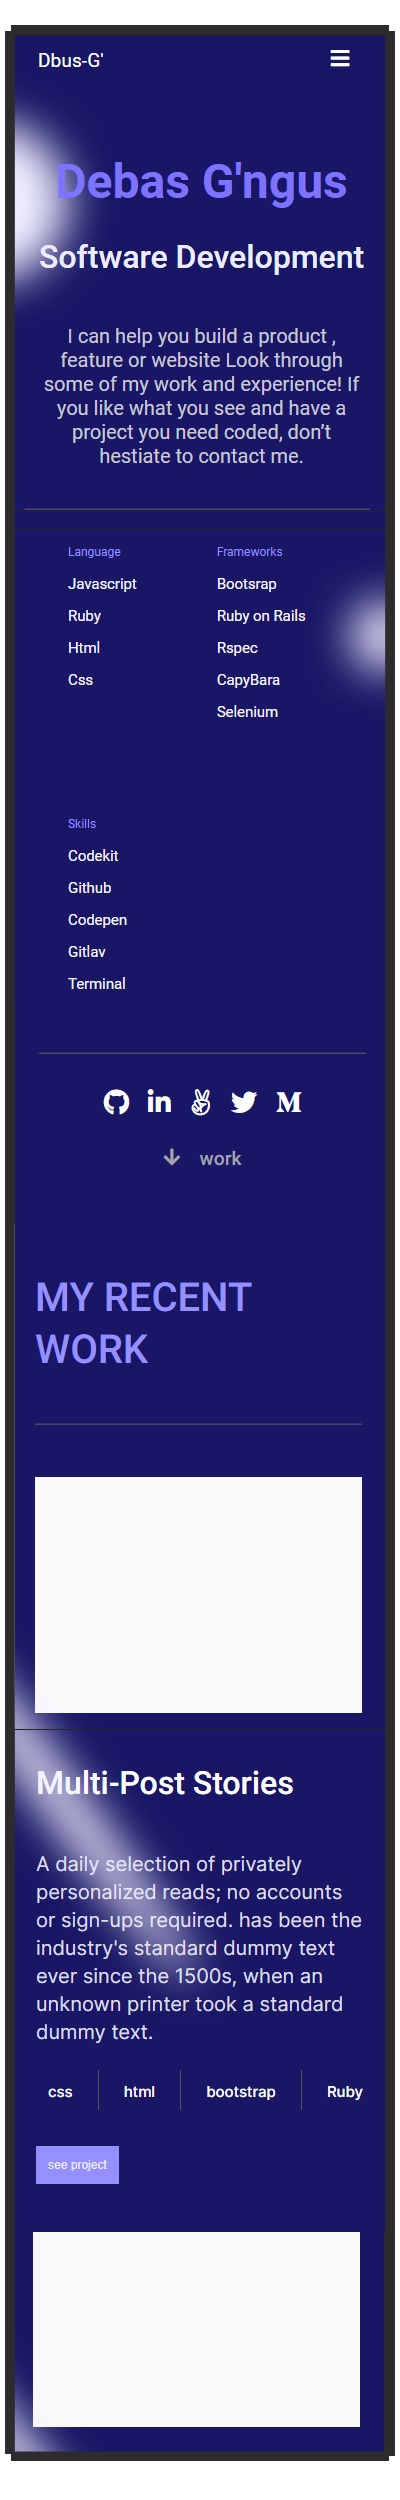 Dbus-G'
Debas G'ngus
Software Development
I can help you build a product ,
feature or website Look through
some of my work and experience! If
you like what you see and have a
project you need coded, don't
hestiate to contact me.
Language
Javascript
Ruby
Html
Css
Frameworks
Bootsrap
Ruby on Rails
Rspec
CapyBara
Selenium
Skills
Codekit
Github
Codepen
Gitlav
Terminal
work
MY RECENT
WORK
Multi-Post Stories
A daily selection of privately
personalized reads; no accounts
or sign-ups required. has been the
industry's standard dummy text
ever since the 1500s, when an
unknown printer took a standard
dummy text.
css html bootstrap Ruby
see project